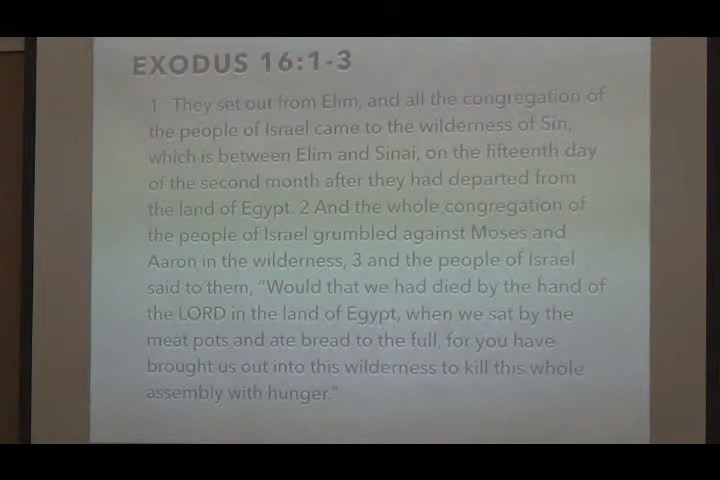 EXODUS 16:1-3
1 They set out from Elim, and all the congregation of
the people of Israel came to the wilderness of Sin,
which is between Elim and Sinai, on the fifteenth day
of the second month after they had departed from
the land of Egypt. 2 And the whole congregation of
the people of Israel grumbled against Moses and
Aaron in the wilderness, 3 and the people of Israel
said to them, “Would that we had died by the hand of
the LORD in the land of Egypt, when we sat by the
meat pots and ate bread to the full, for you have
brought us out into this wilderness to kill this whole
assembly with hunger.”